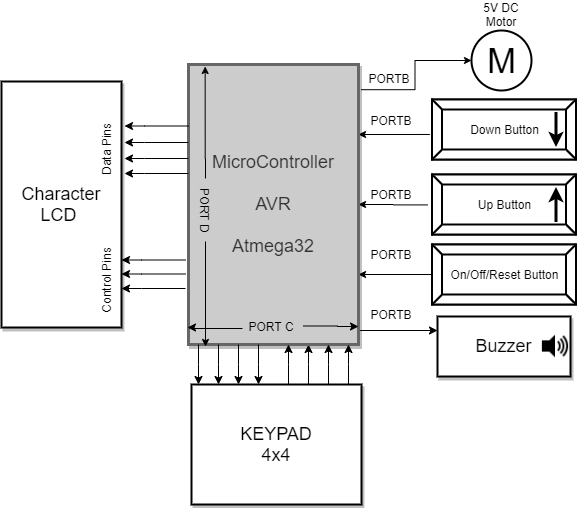 5V DC
Motor
M
PORTB
PORTB
Down Button
Data Pins
MicroController
AVR
Atmega32
PORT D
Character
LCD
PORTB
Up Button
PORTB
On/Off/Reset Button
Control Pins
PORTB
PORT C
Buzzer
KEYPAD
4x4